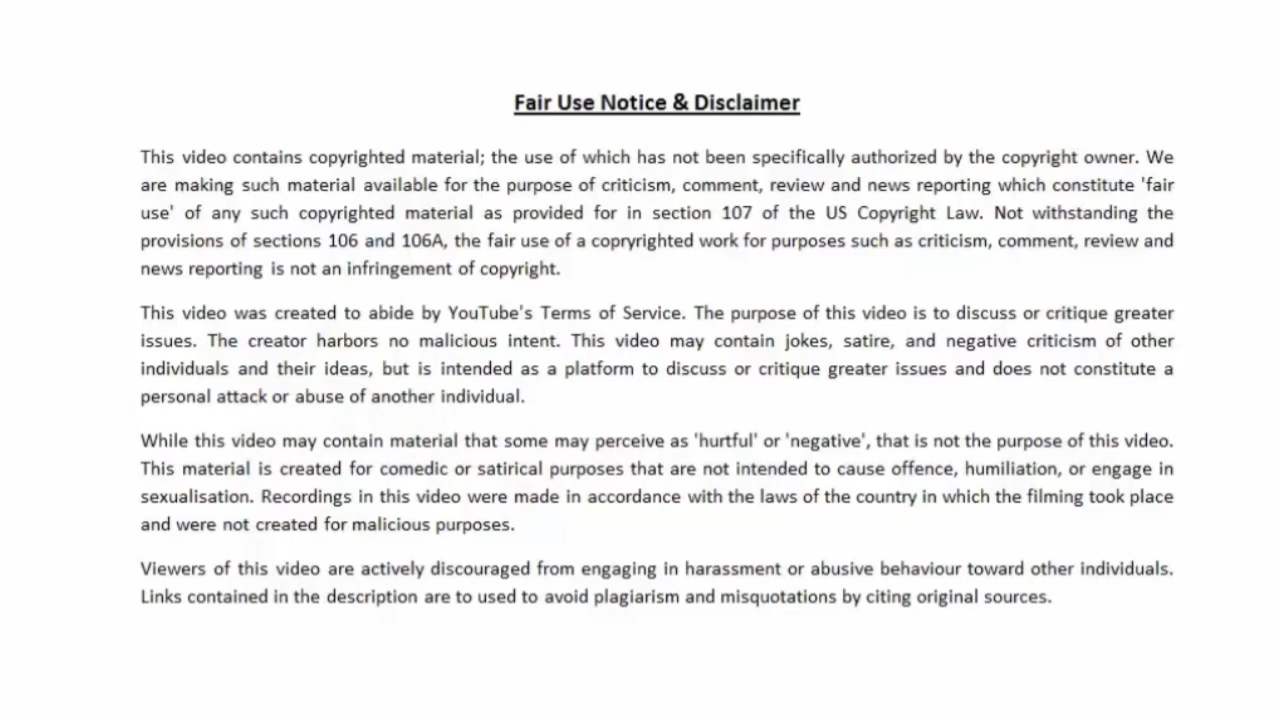 Fair Use Notice & Disclaimer
This video contains copyrighted material; the use of which has not been specifically authorized by the copyright owner. We
are making such material available for the purpose of criticism, comment, review and news reporting which constitute 'fair
use' of any such copyrighted material as provided for in section 107 of the US Copyright Law. Not withstanding the
provisions of sections 106 and 106A, the fair use of a copryrighted work for purposes such as criticism, comment, review and
news reporting is not an infringement of copyright.
This video was created to abide by YouTube's Terms of Service. The purpose of this video is to discuss or critique greater
issues. The creator harbors no malicious intent. This video may contain jokes, satire, and negative criticism of other
individuals and their ideas, but is intended as a platform to discuss or critique greater issues and does not constitute a
personal attack or abuse of another individual.
While this video may contain material that some may perceive as 'hurtful' or 'negative', that is not the purpose of this video.
This material is created for comedic or satirical purposes that are not intended to cause offence, humiliation, or engage in
sexualisation. Recordings in this video were made in accordance with the laws of the country in which the filming took place
and were not created for malicious purposes.
Viewers of this video are actively discouraged from engaging in harassment or abusive behaviour toward other individuals.
Links contained in the description are to used to avoid plagiarism and misquotations by citing original sources.